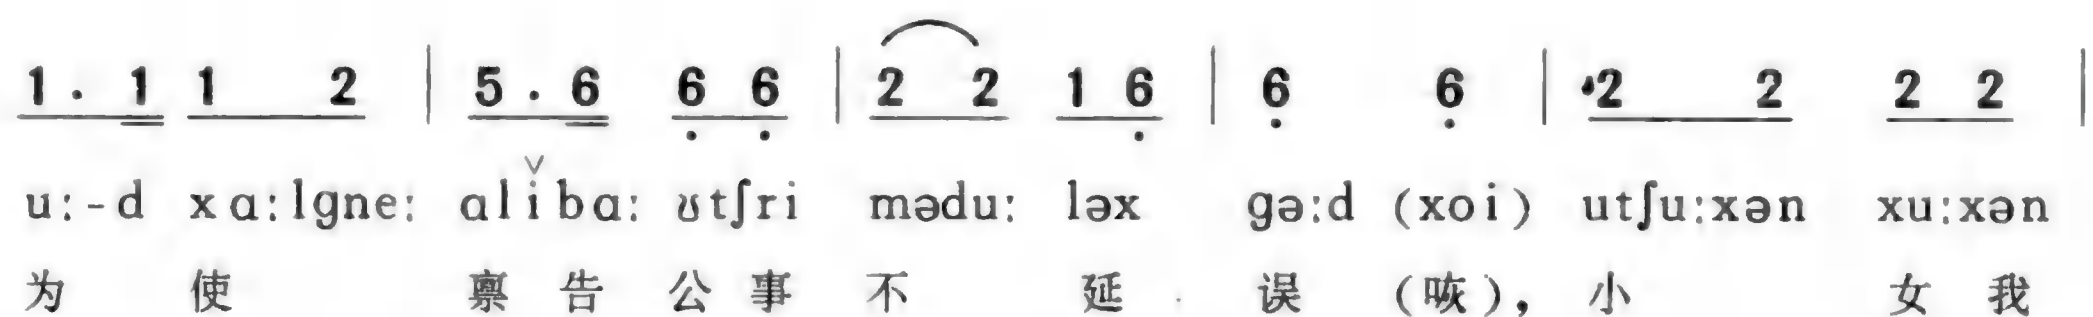 1 . 1 1 2 | 5 . 6 6 6 | 2 2 1 6 | 6 6 | 2 2 2 2 |
u:-d xɑ:lgne: ɑlǐbɑ: ʊtʃri mədu: ləx gə:d (xoi) utʃu:xən xu:xən
为 使 禀 告 公 事 不 延 误 (咴), 小 女 我